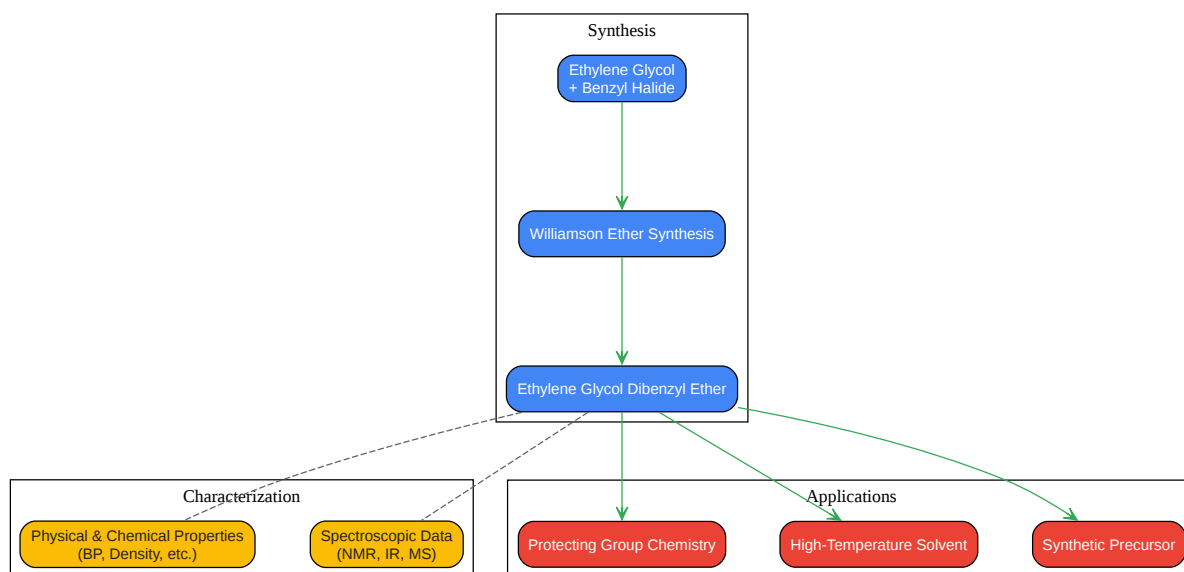 Synthesis
Ethylene Glycol
+ Benzyl Halide
Williamson Ether Synthesis
Ethylene Glycol Dibenzyl Ether
Characterization
Physical & Chemical Properties
(BP, Density, etc.)
Spectroscopic Data
(NMR, IR, MS)
Applications
Protecting Group Chemistry
High-Temperature Solvent
Synthetic Precursor